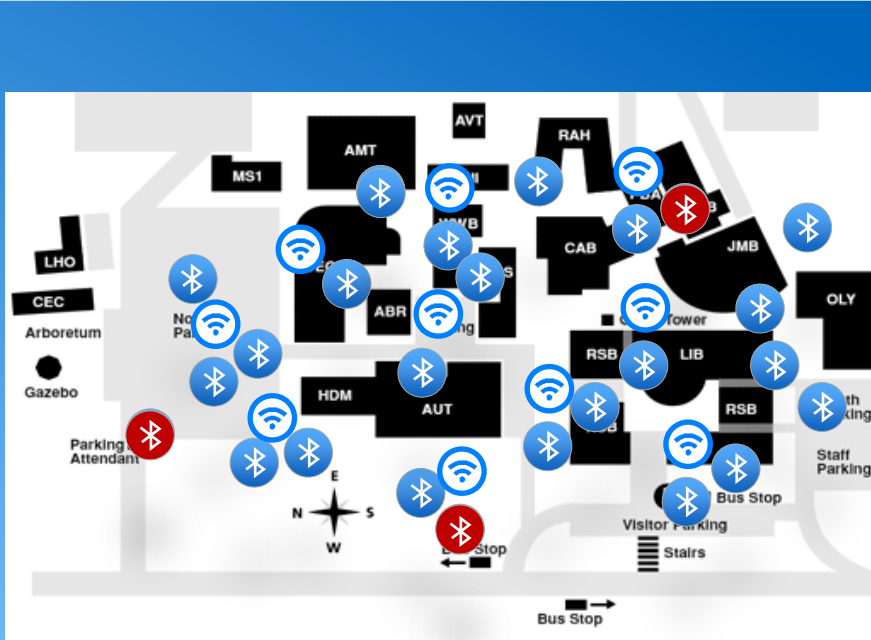 AVT
RAH
AMT
MS1
CAB
JMB
LHO
CEC
OLY
ABR
Arboretum
RSB
LIB
Gazebo
HDM
AUT
RSB
Parking
Attendant
Staff
Parking
E
N
S
W
Bus Stop
Visitor Parking
Stop
Stairs
Bus Stop